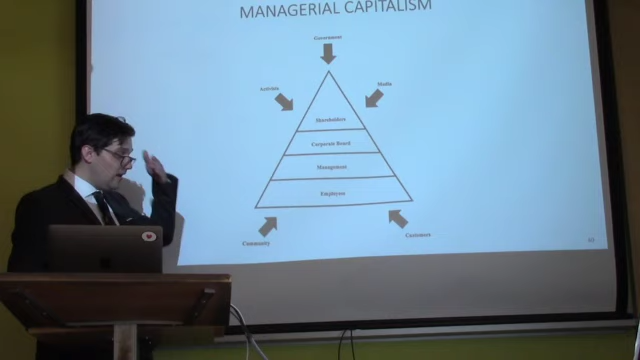 MANAGERIAL CAPITALISM
Government
Activists
Media
Shareholders
Corporate Board
Management
Employees
Community
Customers